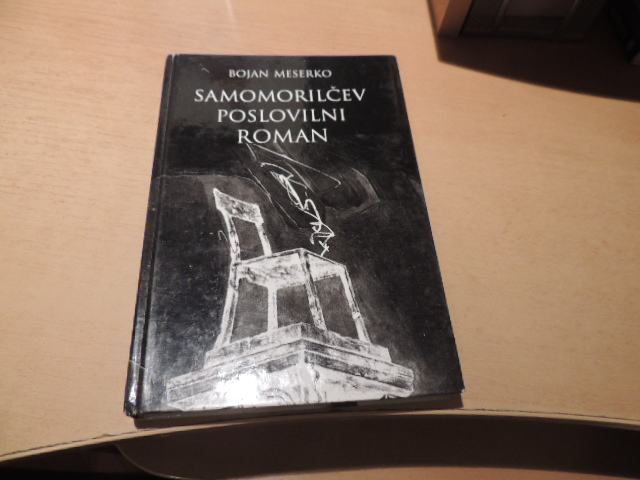 BOJAN MESERKO
SAMOMORILČEV
POSLOVILNI
ROMAN